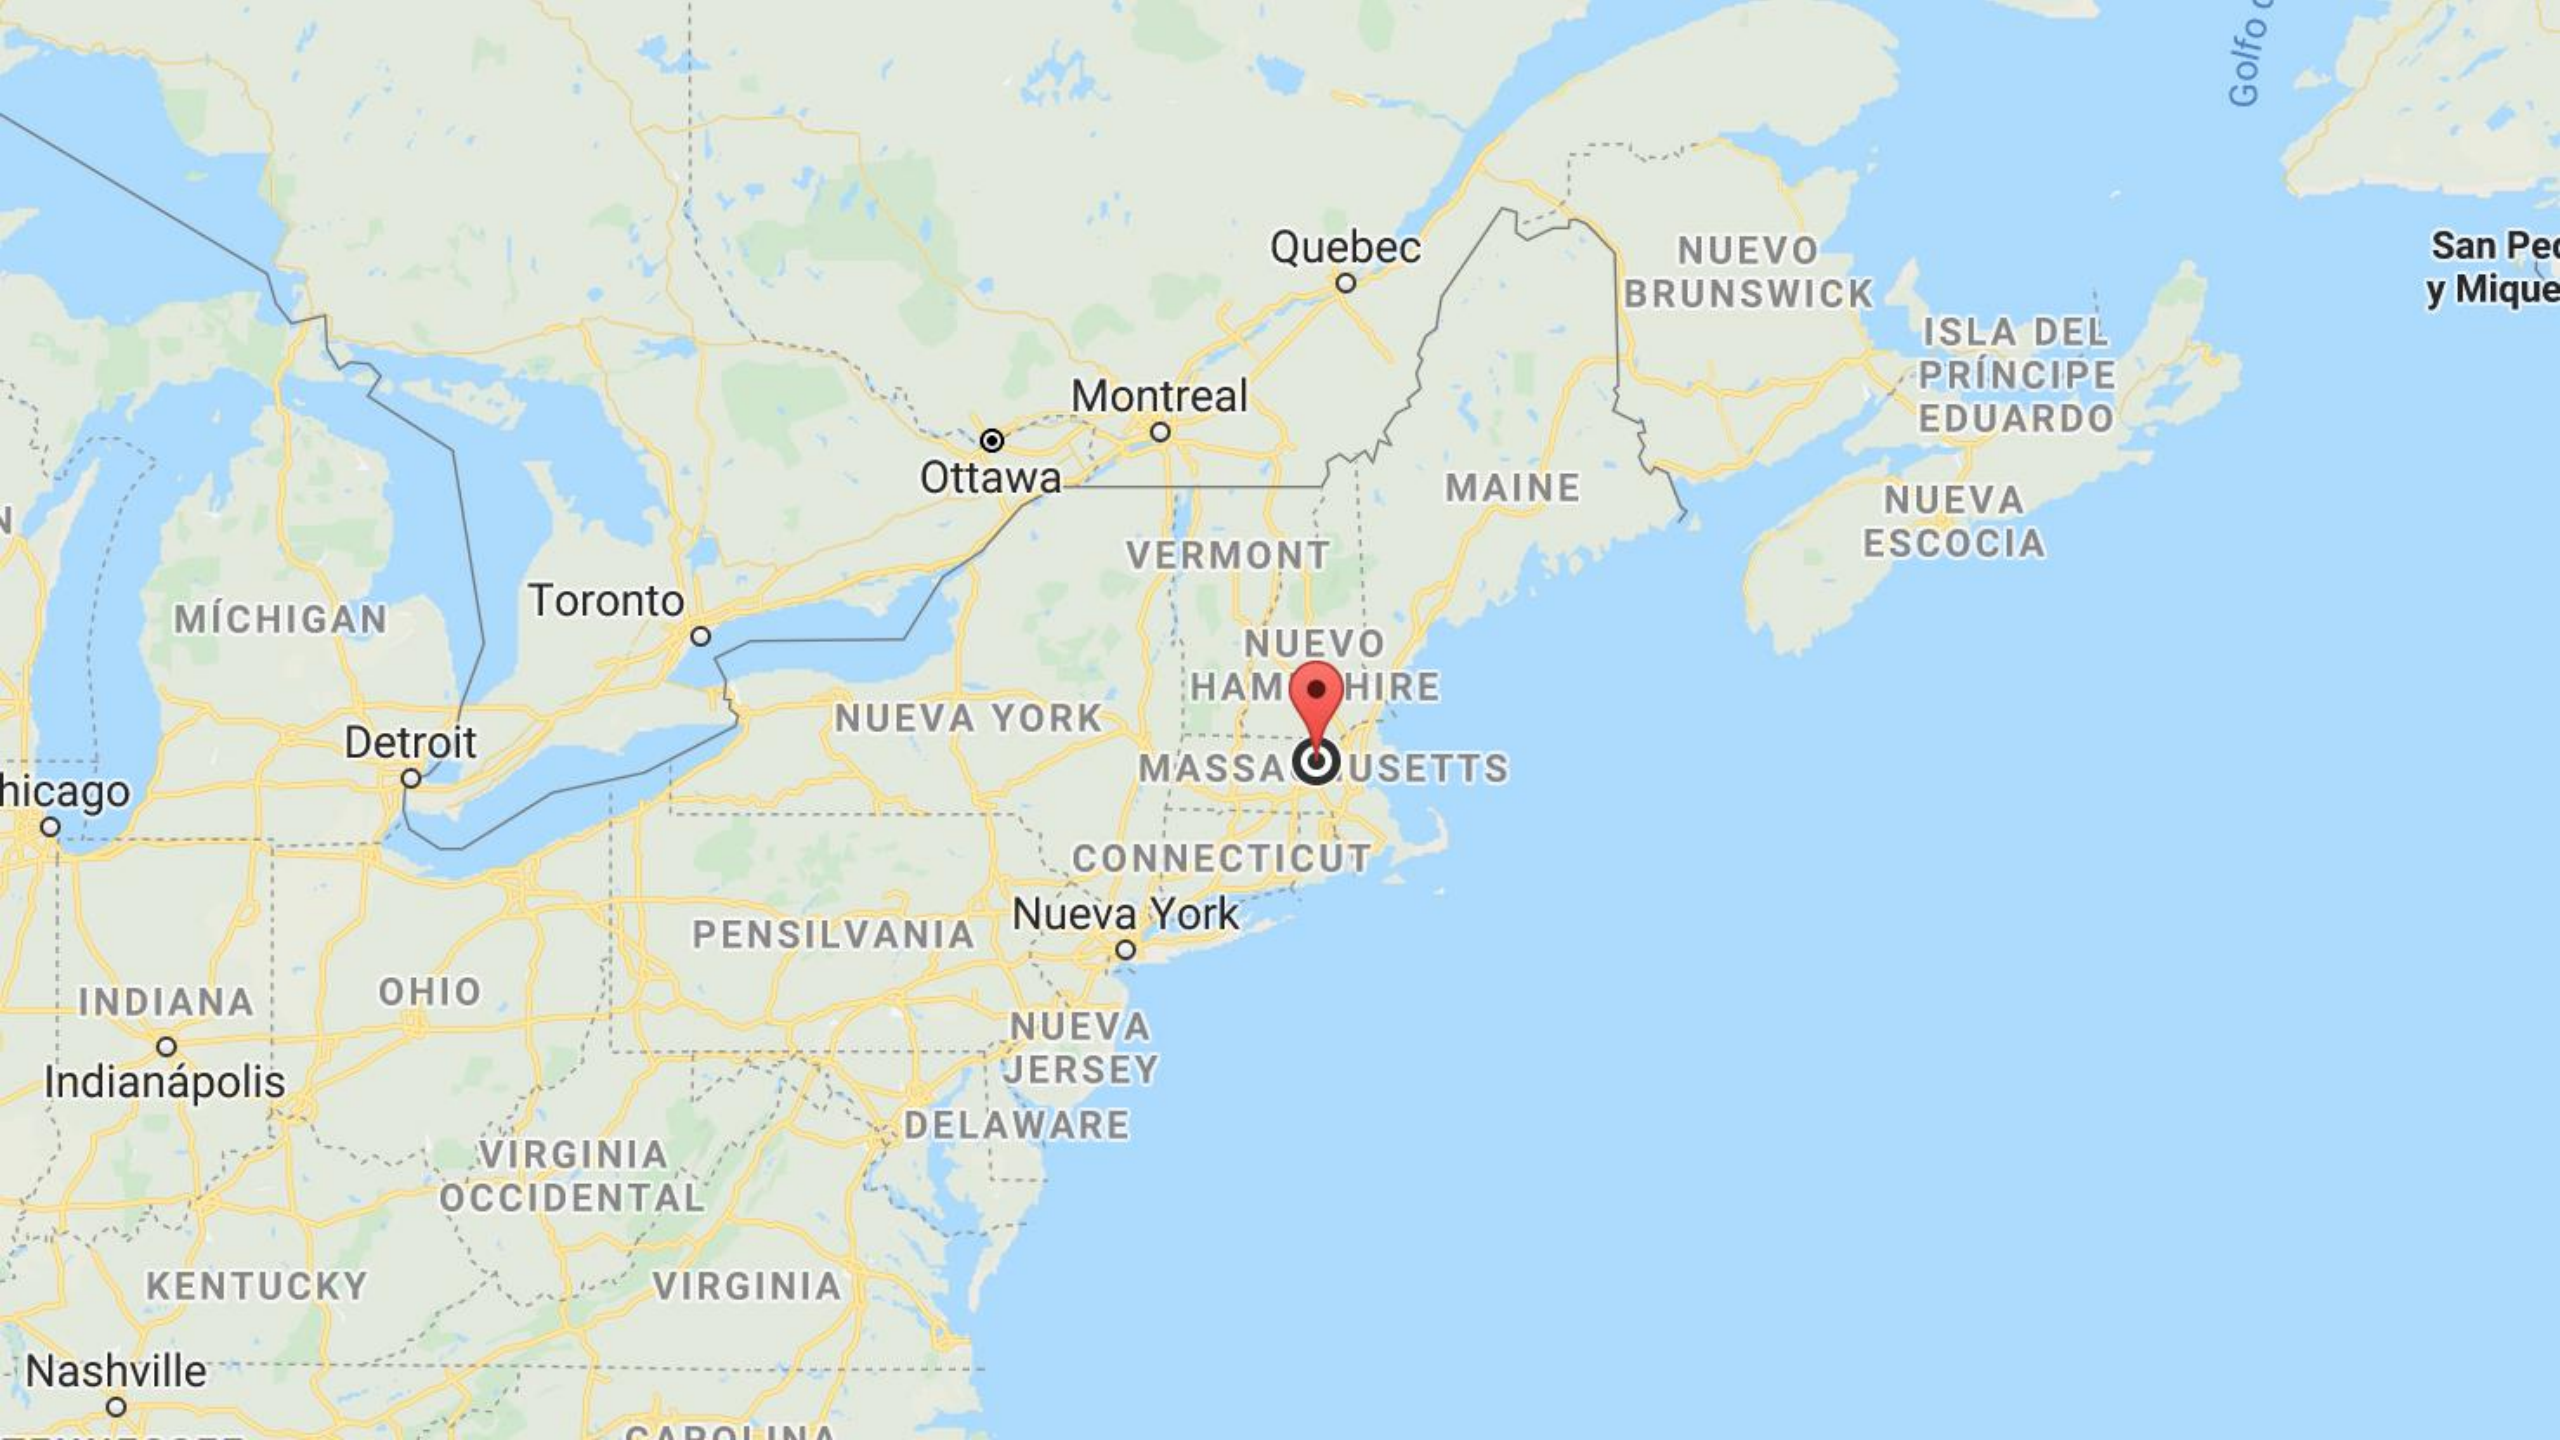 Golfo
Quebec
NUEVO
BRUNSWICK
San Pe
y Mique
ISLA DEL
PRÍNCIPE
EDUARDO
Montreal
Ottawa
MAINE
NUEVA
ESCOCIA
VERMONT
Toronto
MÍCHIGAN
NUEVO
HAM HIRE
NUEVA YORK
Detroit
MASSA USETTS
hicago
CONNECTICUT
Nueva York
PENSILVANIA
INDIANA
OHIO
NUEVA
JERSEY
Indianápolis
DELAWARE
VIRGINIA
OCCIDENTAL
KENTUCKY
VIRGINIA
Nashville
CAROLINA